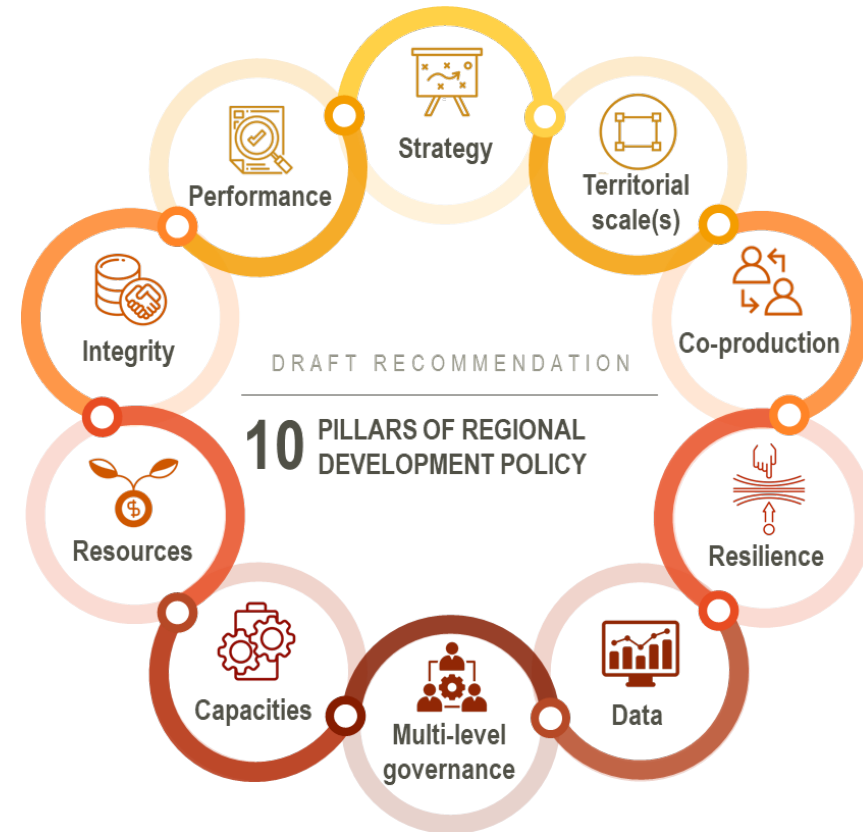 Strategy
Territorial
scale(s)
Co-production
Resilience
Data
Multi-level
governance
Capacities
$
Resources
Integrity
Performance
DRAFT RECOMMENDATION
10 PILLARS OF REGIONAL
DEVELOPMENT POLICY